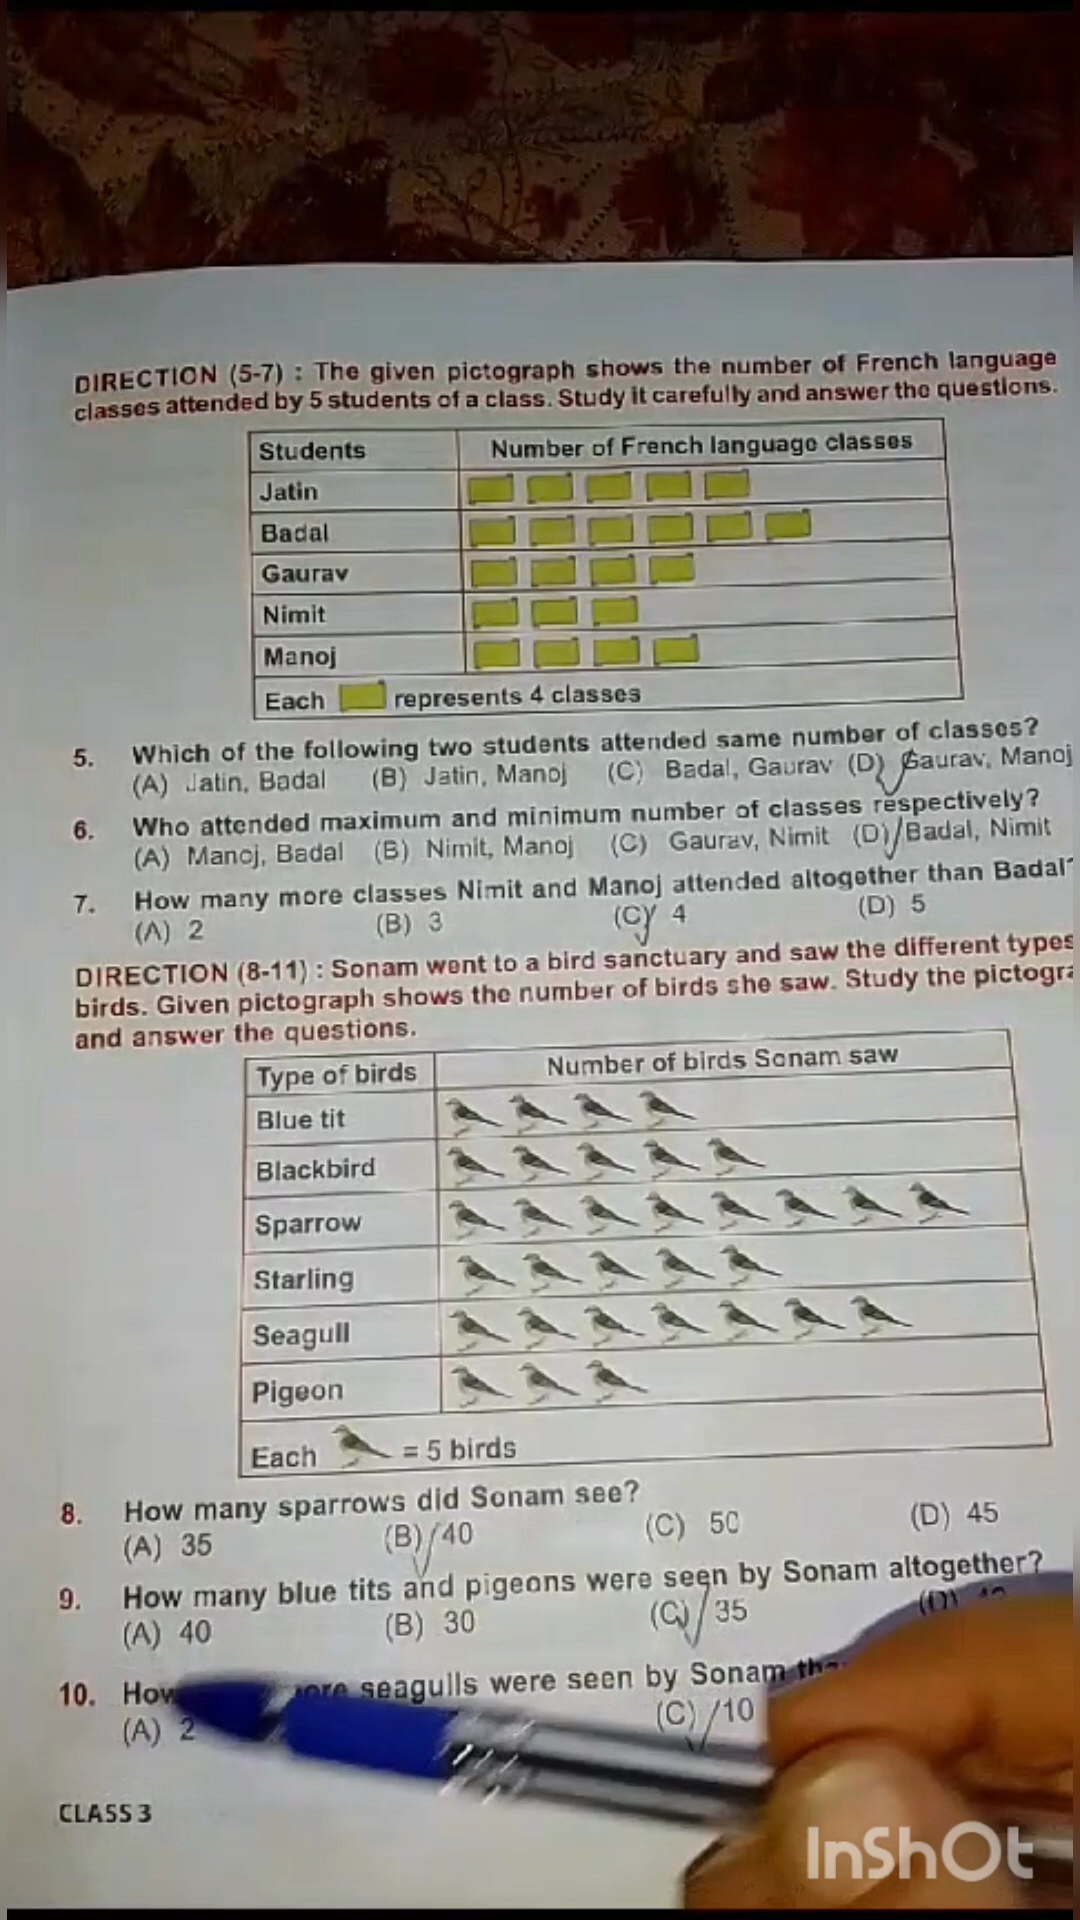 DIRECTION (5-7) : The given pictograph shows the number of French language
classes attended by 5 students of a class. Study it carefully and answer the questions.
Students Number of French language classes
Jatin
Badal
Gaurav
Nimit
Manoj
Each represents 4 classes
5. Which of the following two students attended same number of classes?
(A) Jatin, Badal (B) Jatin, Manoj (C) Badal, Gaurav (D) Gaurav, Manoj
6. Who attended maximum and minimum number of classes respectively?
(A) Manoj, Badal (B) Nimit, Manoj (C) Gaurav, Nimit (D) Badal, Nimit
7. How many more classes Nimit and Manoj attended altogether than Badal
(A) 2 (B) 3 (C) 4 (D) 5
DIRECTION (8-11) : Sonam went to a bird sanctuary and saw the different types
birds. Given pictograph shows the number of birds she saw. Study the
and answer the questions.
Type of birds Number of birds Sonam saw
Blue tit
Blackbird
Sparrow
Starling
Seagull
Pigeon
Each = 5 birds
8. How many sparrows did Sonam see?
(A) 35 (B) 40 (C) 50 (D) 45
9. How many blue tits and pigeons were seen by Sonam altogether?
(A) 40 (B) 30 (C) 35
10. How seagulls were seen by Sonam
(A) 2 (C) 10
CLASS 3
InShOt